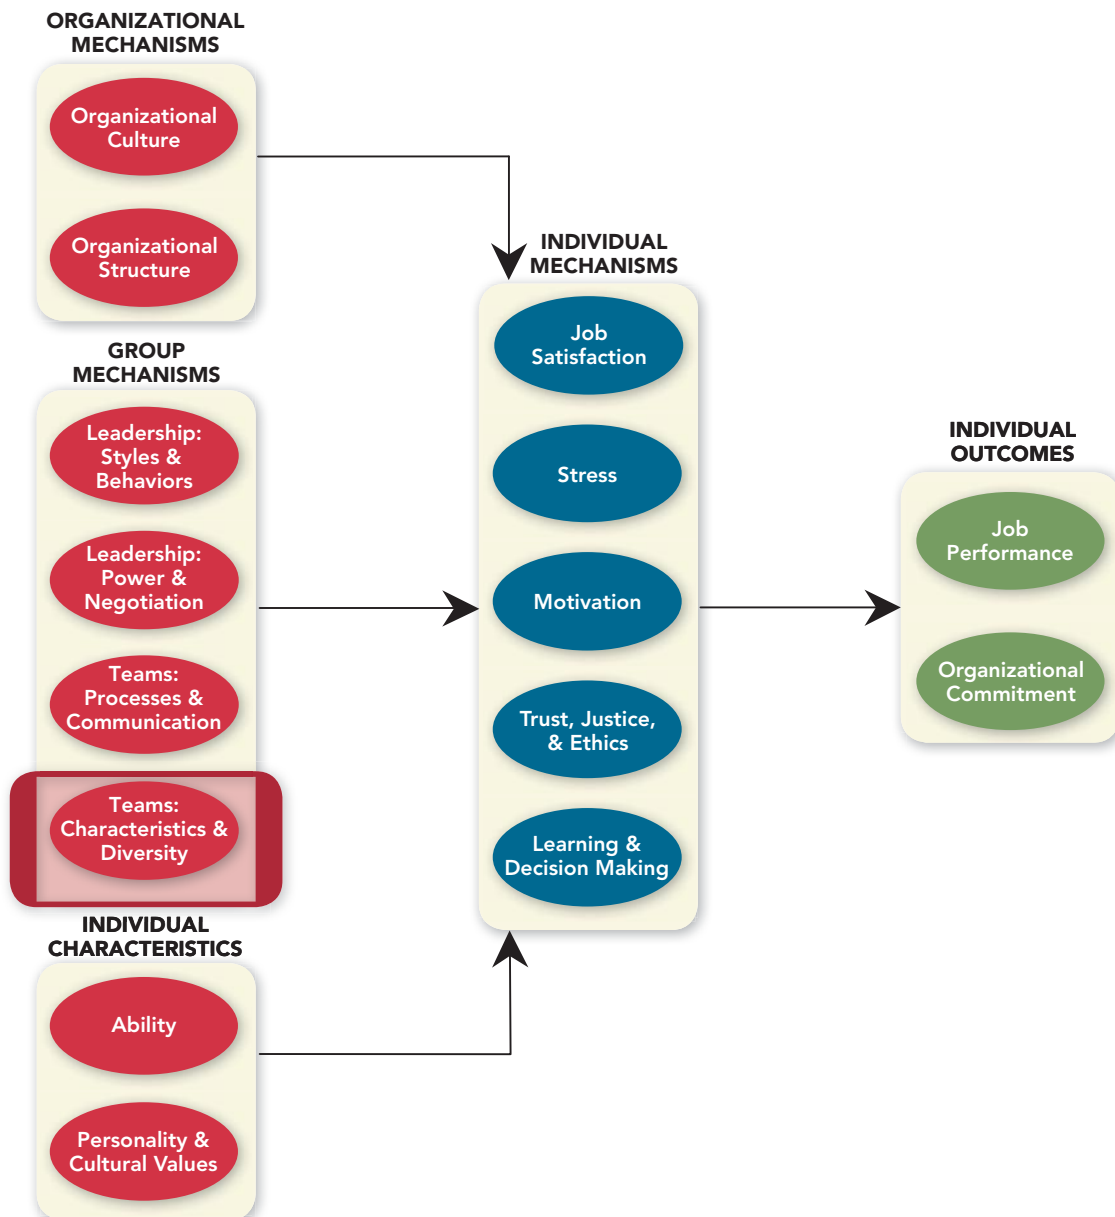 ORGANIZATIONAL
MECHANISMS
Organizational
Culture
Organizational
Structure
GROUP
MECHANISMS
Leadership:
Styles &
Behaviors
Leadership:
Power &
Negotiation
Teams:
Processes &
Communication
Teams:
Characteristics &
Diversity
INDIVIDUAL
CHARACTERISTICS
Ability
Personality &
Cultural Values
INDIVIDUAL
MECHANISMS
Job
Satisfaction
Stress
Motivation
Trust, Justice,
& Ethics
Learning &
Decision Making
INDIVIDUAL
OUTCOMES
Job
Performance
Organizational
Commitment